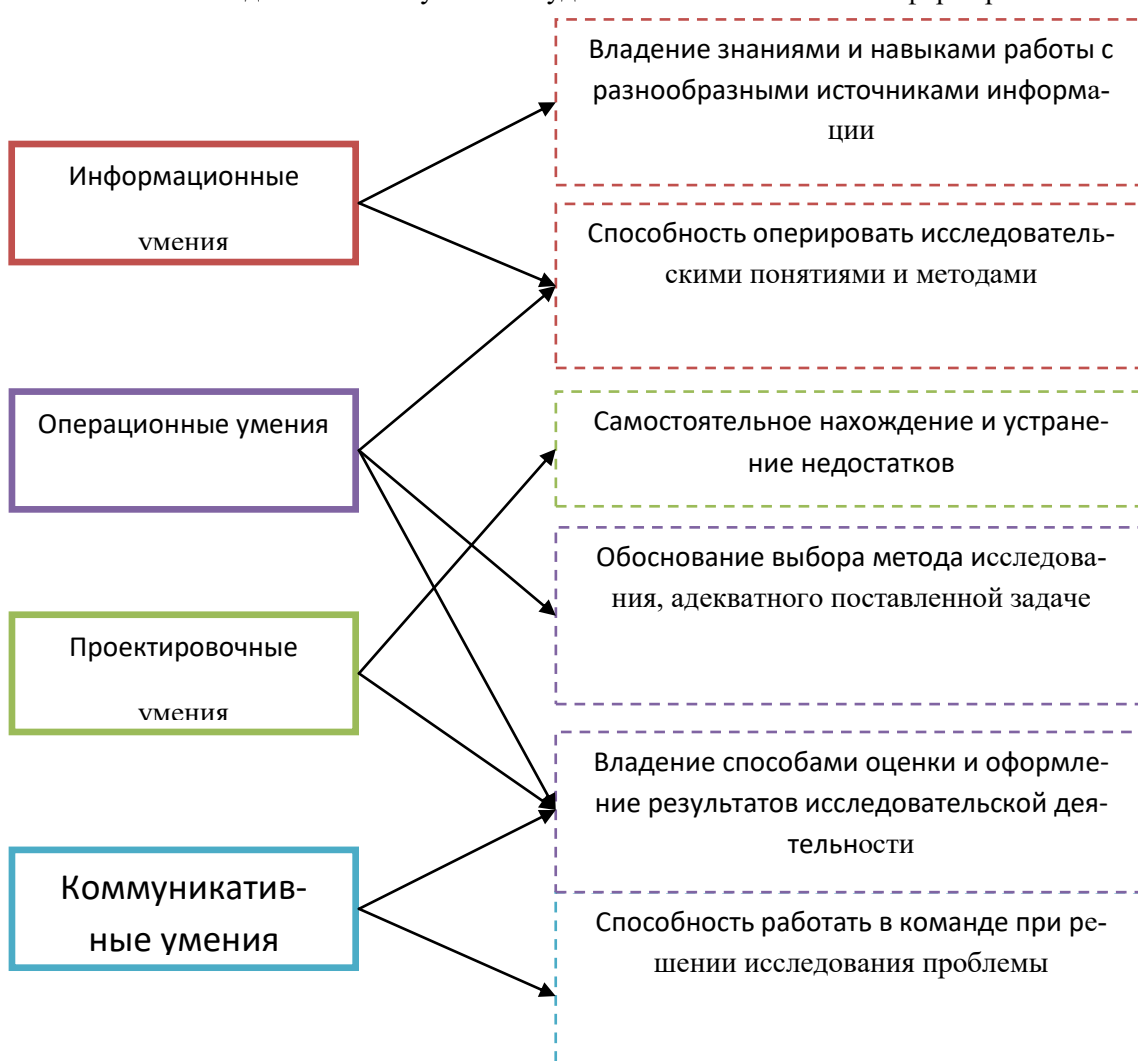 Владение знаниями и навыками работы с
разнообразными источниками информа-
ции
Информационные
умения
Способность оперировать исследователь-
скими понятиями и методами
Операционные умения
Самостоятельное нахождение и устране-
ние недостатков
Обоснование выбора метода исследова-
ния, адекватного поставленной задаче
Проектировочные
умения
Владение способами оценки и оформле-
ние результатов исследовательской дея-
тельности
Коммуникатив-
ные умения
Способность работать в команде при ре-
шении исследования проблемы